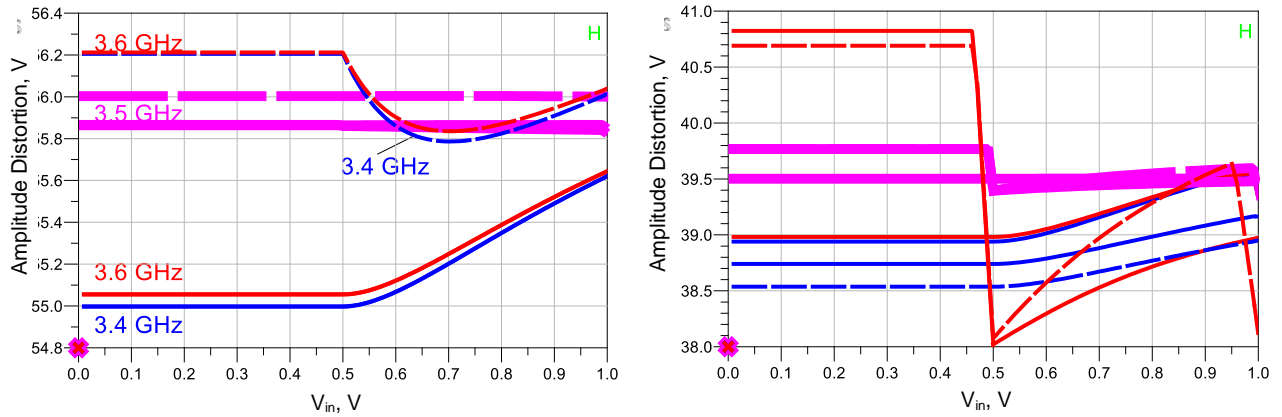 56.4
56.2
56.0
55.8
55.6
55.4
55.2
55.0
54.8
Amplitude Distortion, V
3.6 GHz
3.5 GHz
3.4 GHz
3.6 GHz
3.4 GHz
H
0.0 0.1 0.2 0.3 0.4 0.5 0.6 0.7 0.8 0.9 1.0
Vin, V
41.0
40.5
40.0
39.5
39.0
38.5
38.0
Amplitude Distortion, V
H
0.0 0.1 0.2 0.3 0.4 0.5 0.6 0.7 0.8 0.9 1.0
Vin, V